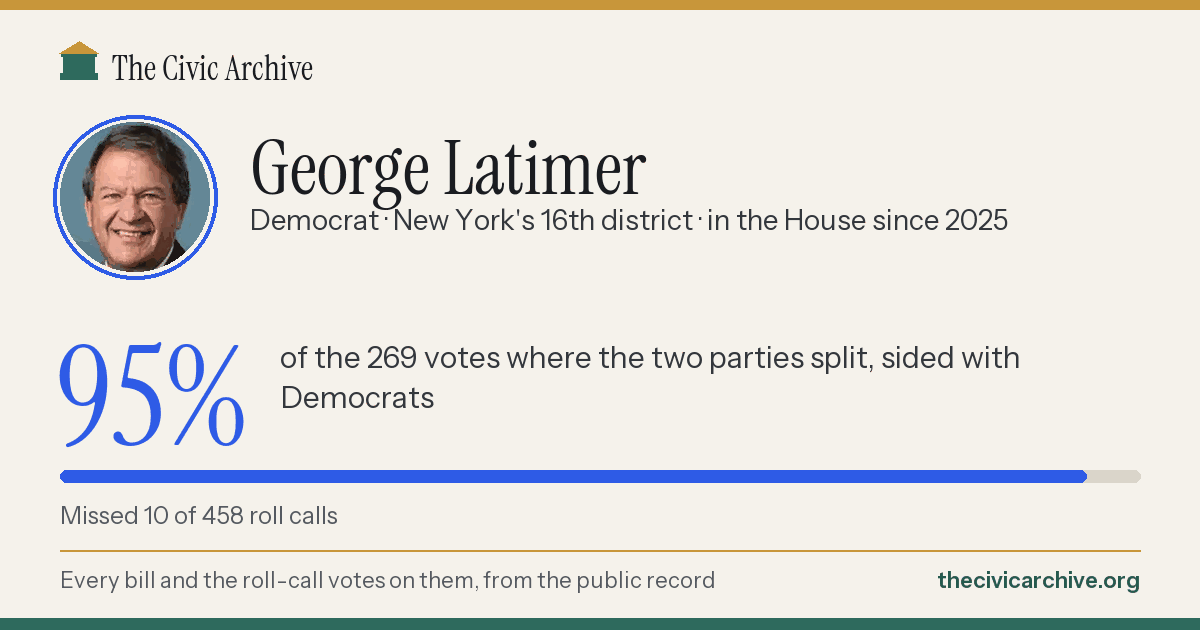 The Civic Archive
George Latimer
Democrat · New York's 16th district · in the House since 2025
95%
of the 269 votes where the two parties split, sided with
Democrats
Missed 10 of 458 roll calls
Every bill and the roll-call votes on them, from the public record
thecivicarchive.org